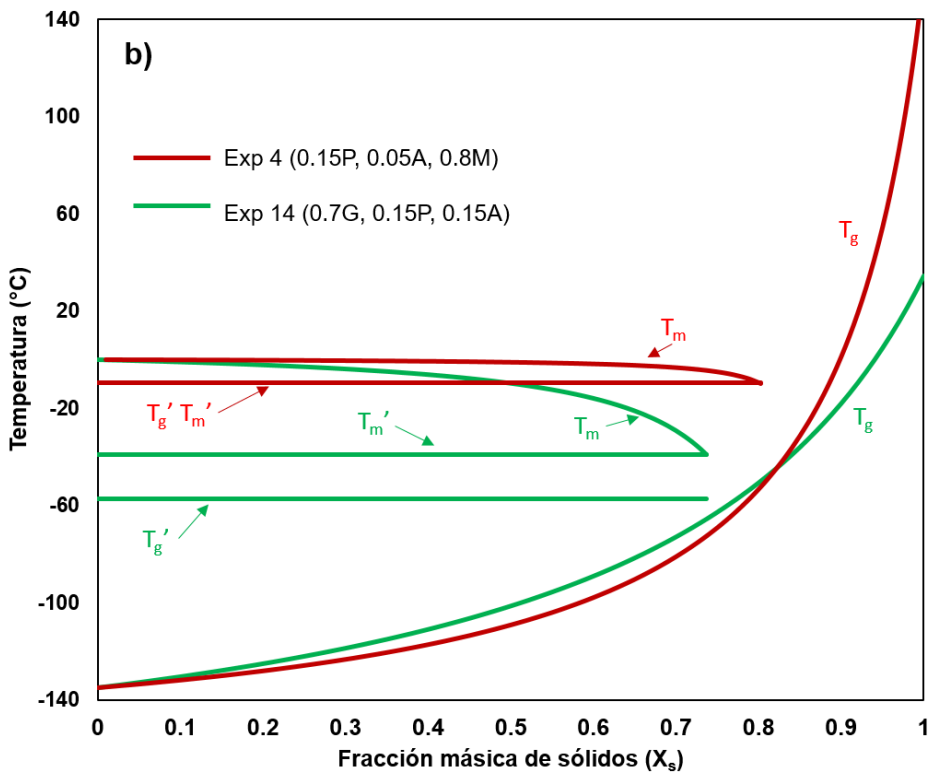 b)
Exp 4 (0.15P, 0.05A, 0.8M)
Exp 14 (0.7G, 0.15P, 0.15A)
Tg
Tm
Tg’ Tm’
Tm’
Tm
Tg
Tg’
Temperatura (°C)
140
100
60
20
-20
-60
-100
-140
0 0.1 0.2 0.3 0.4 0.5 0.6 0.7 0.8 0.9 1
Fracción másica de sólidos (Xs)